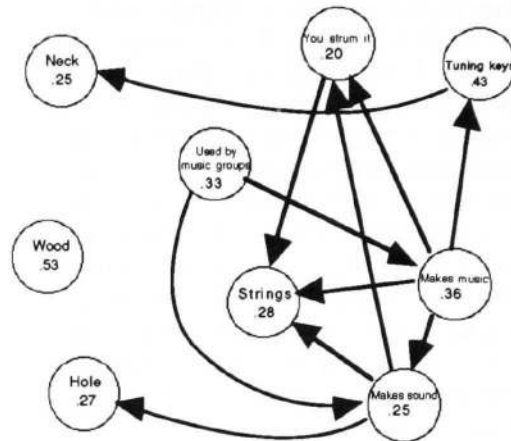 You strum it
.20
Neck
.25
Tuning keys
.43
Used by
music groups
.33
Wood
.53
Makes music
.36
Strings
.28
Hole
.27
Makes sound
.25